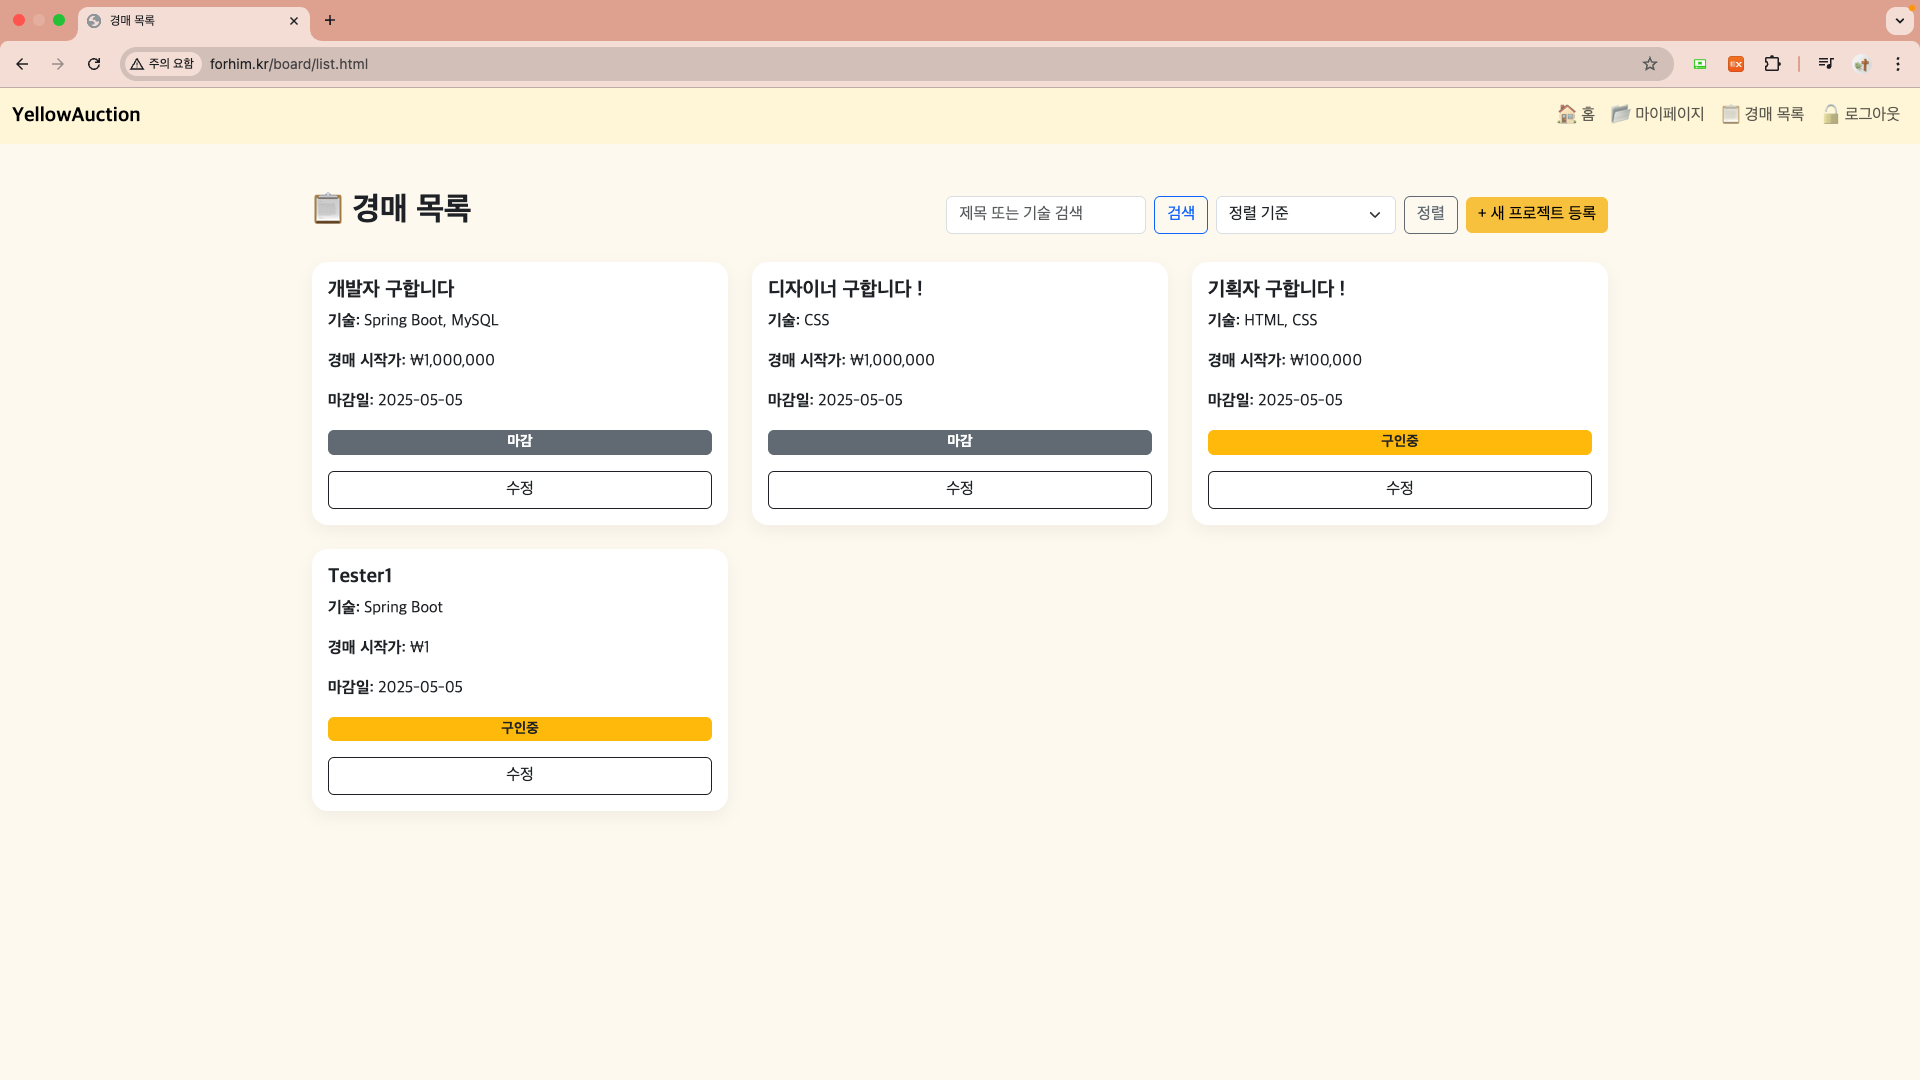 경매 목록
주의 요함
forhim.kr/board/list.html
YellowAuction
홈 마이페이지 경매 목록 로그아웃
경매 목록
제목 또는 기술 검색 검색 정렬 기준 정렬 + 새 프로젝트 등록
개발자 구합니다
기술: Spring Boot, MySQL
경매 시작가: ₩1,000,000
마감일: 2025-05-05
마감
수정
디자이너 구합니다 !
기술: CSS
경매 시작가: ₩1,000,000
마감일: 2025-05-05
마감
수정
기획자 구합니다 !
기술: HTML, CSS
경매 시작가: ₩100,000
마감일: 2025-05-05
구인중
수정
Tester1
기술: Spring Boot
경매 시작가: ₩1
마감일: 2025-05-05
구인중
수정